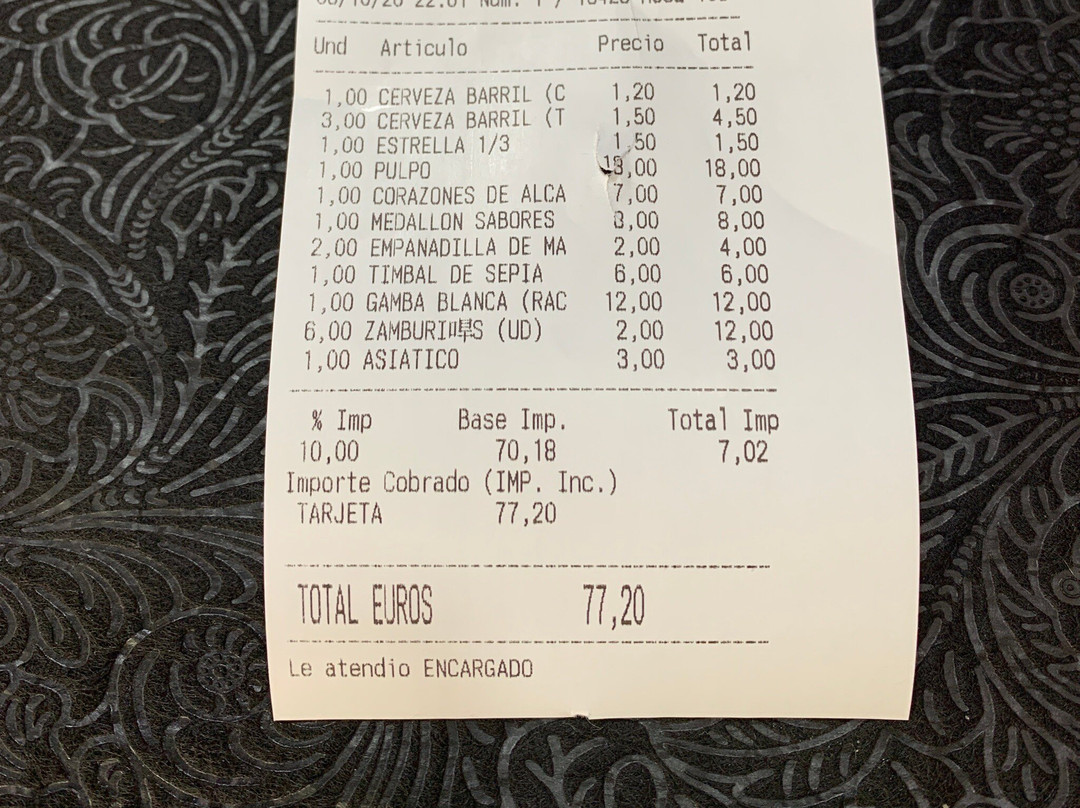 Und Articulo Precio Total
1,00 CERVEZA BARRIL (C 1,20 1,20
3,00 CERVEZA BARRIL (T 1,50 4,50
1,00 ESTRELLA 1/3 1,50 1,50
1,00 PULPO 18,00 18,00
1,00 CORAZONES DE ALCA 7,00 7,00
1,00 MEDALLON SABORES 8,00 8,00
2,00 EMPANADILLA DE MA 2,00 4,00
1,00 TIMBAL DE SEPIA 6,00 6,00
1,00 GAMBA BLANCA (RAC 12,00 12,00
6,00 (UD) 2,00 12,00
1,00 ASIATICO 3,00 3,00
% Imp Base Imp. Total Imp
10,00 70,18 7,02
Importe Cobrado (IMP. Inc.)
TARJETA 77,20
TOTAL EUROS 77,20
Le atendio ENCARGADO